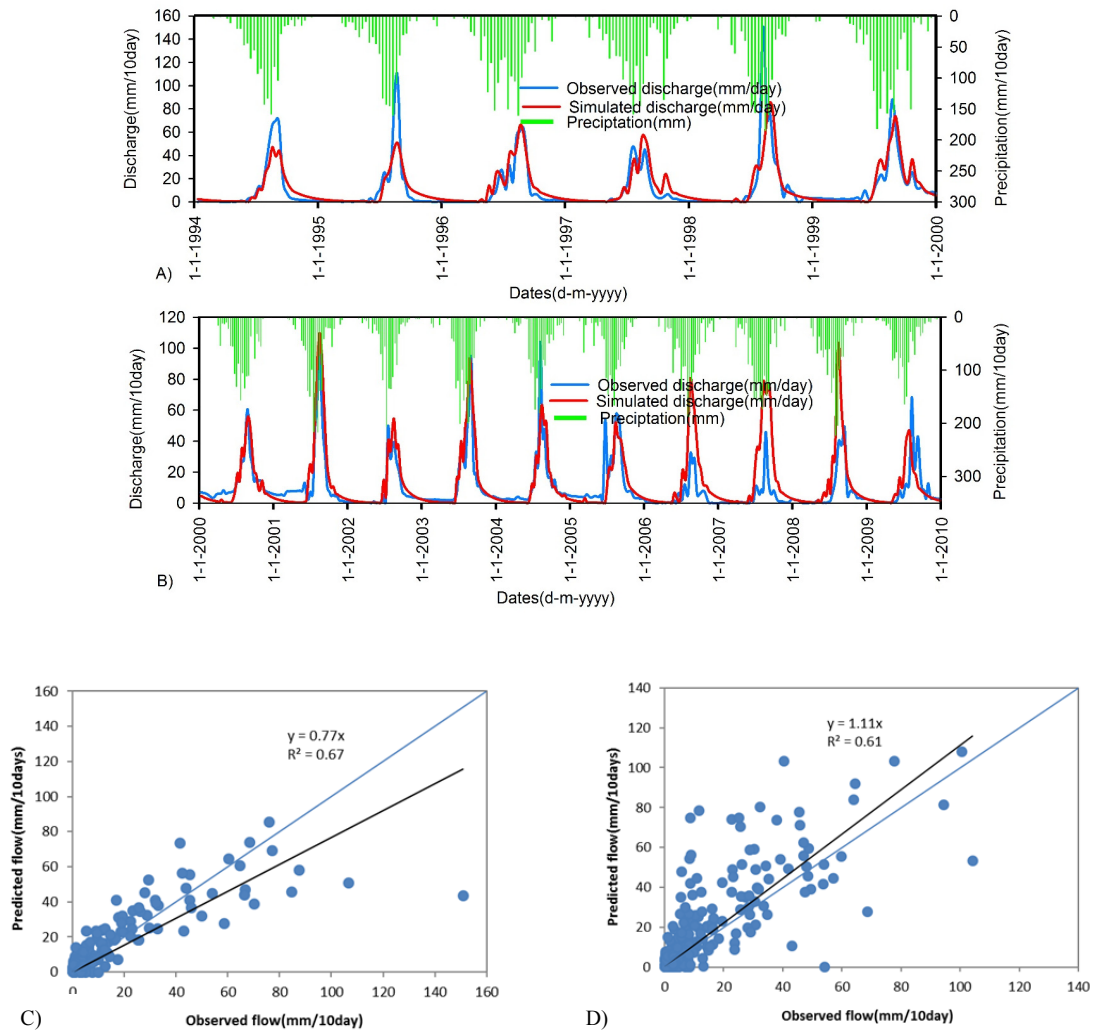 160
140
120
100
80
60
40
20
0
Discharge(mm/10day)
0
50
100
150
200
250
300
Precipitation(mm/10day)
Observed discharge(mm/day)
Simulated discharge(mm/day)
Preciptation(mm)
1-1-1994
1-1-1995
1-1-1996
1-1-1997
1-1-1998
1-1-1999
1-1-2000
A)
Dates(d-m-yyyy)
120
100
80
60
40
20
0
Discharge(mm/10day)
0
100
200
300
Precipitation(mm/10day)
Observed discharge(mm/day)
Simulated discharge(mm/day)
Preciptation(mm)
1-1-2000
1-1-2001
1-1-2002
1-1-2003
1-1-2004
1-1-2005
1-1-2006
1-1-2007
1-1-2008
1-1-2009
1-1-2010
B)
Dates(d-m-yyyy)
160
140
120
100
80
60
40
20
0
Predicted flow(mm/10days)
y = 0.77x
R² = 0.67
0 20 40 60 80 100 120 140 160
Observed flow(mm/10day)
C)
140
120
100
80
60
40
20
0
Predicted flow(mm/10days)
y = 1.11x
R² = 0.61
0 20 40 60 80 100 120 140
Observed flow(mm/10day)
D)